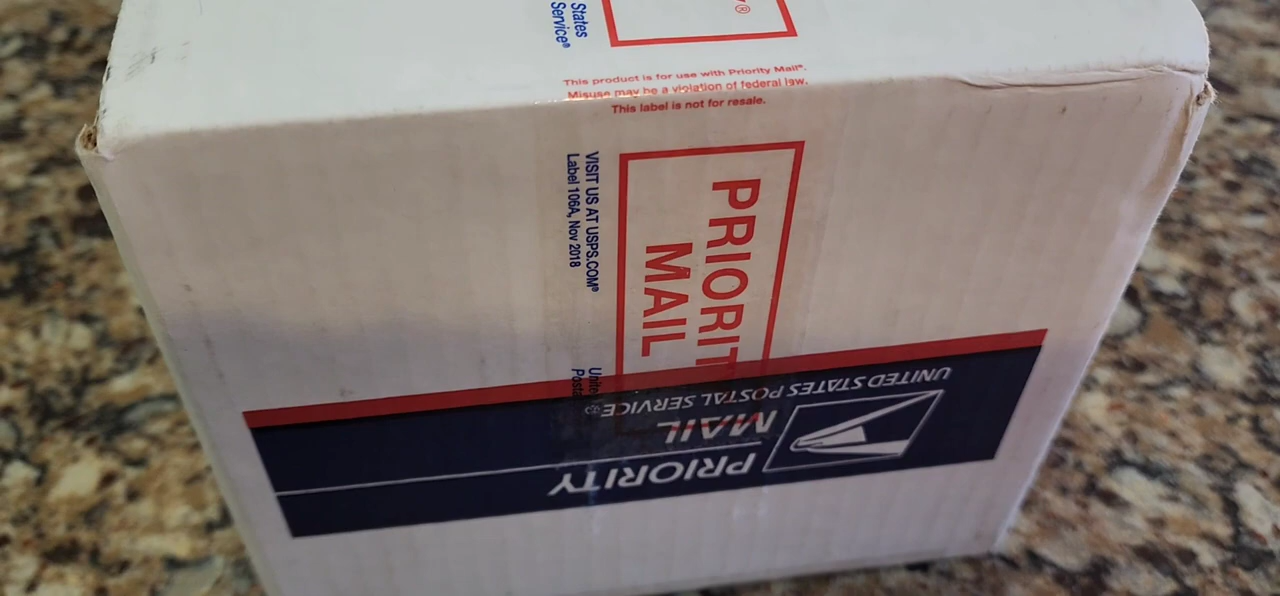 States
Service®
®
This product is for use with Priority Mail®.
Misuse may be a violation of federal law.
This label is not for resale.
VISIT US AT USPS.COM®
Label 106A, Nov 2018
PRIORIT
MAIL
Unite
Posta
UNITED STATES POSTAL SERVICE®
PRIORITY
MAIL